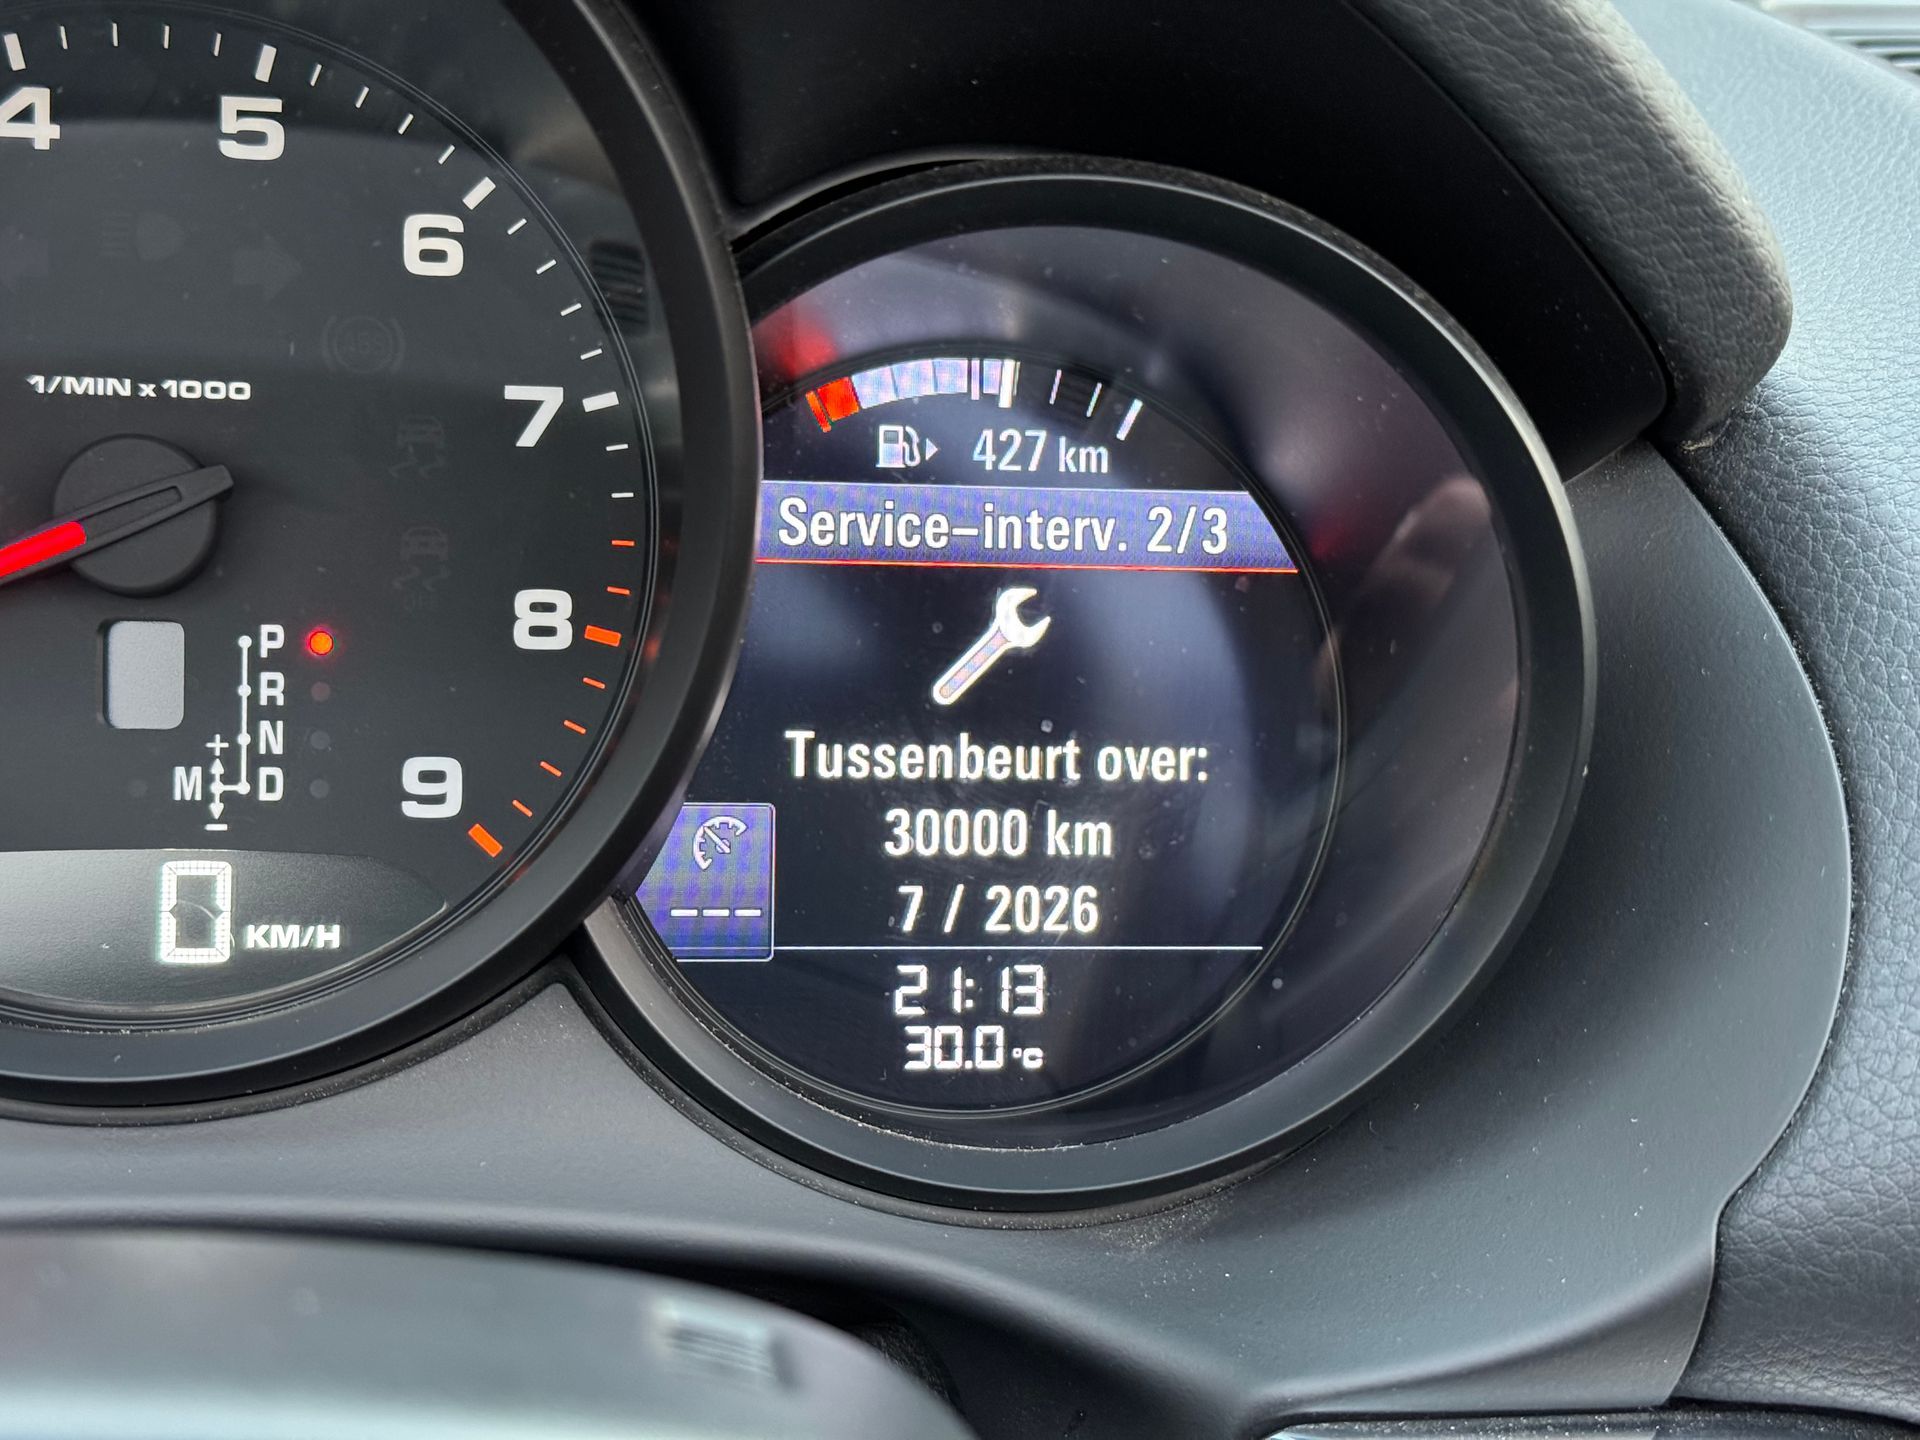 4
5
6
7
8
9
1/MIN x 1000
P
R
N
D
M
+
−
0 KM/H
427 km
Service-interv. 2/3
Tussenbeurt over:
30000 km
7 / 2026
---
21:13
30.0 °C